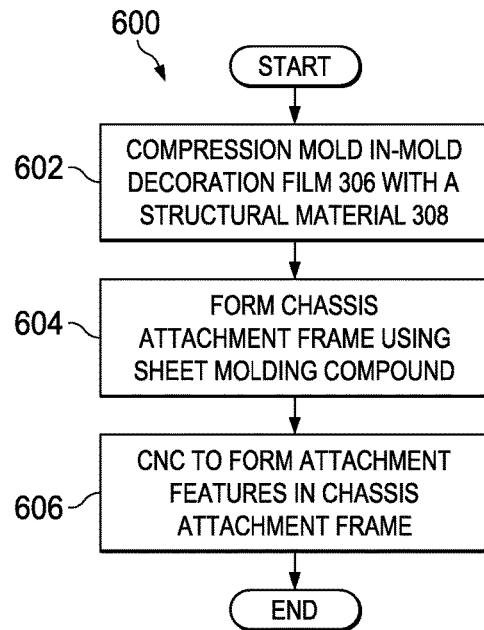 600
START
602
COMPRESSION MOLD IN-MOLD
DECORATION FILM 306 WITH A
STRUCTURAL MATERIAL 308
604
FORM CHASSIS
ATTACHMENT FRAME USING
SHEET MOLDING COMPOUND
606
CNC TO FORM ATTACHMENT
FEATURES IN CHASSIS
ATTACHMENT FRAME
END